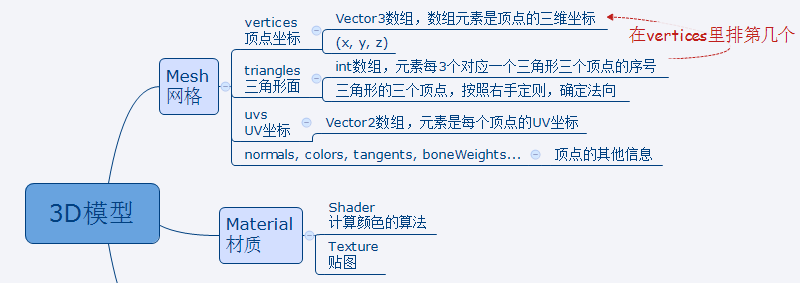 vertices
顶点坐标
Vector3数组，数组元素是顶点的三维坐标
(x, y, z)
在vertices里排第几个
Mesh
网格
triangles
三角形面
int数组，元素每3个对应一个三角形三个顶点的序号
三角形的三个顶点，按照右手定则，确定法向
uvs
UV坐标
Vector2数组，元素是每个顶点的UV坐标
normals, colors, tangents, boneWeights...
顶点的其他信息
3D模型
Material
材质
Shader
计算颜色的算法
Texture
贴图